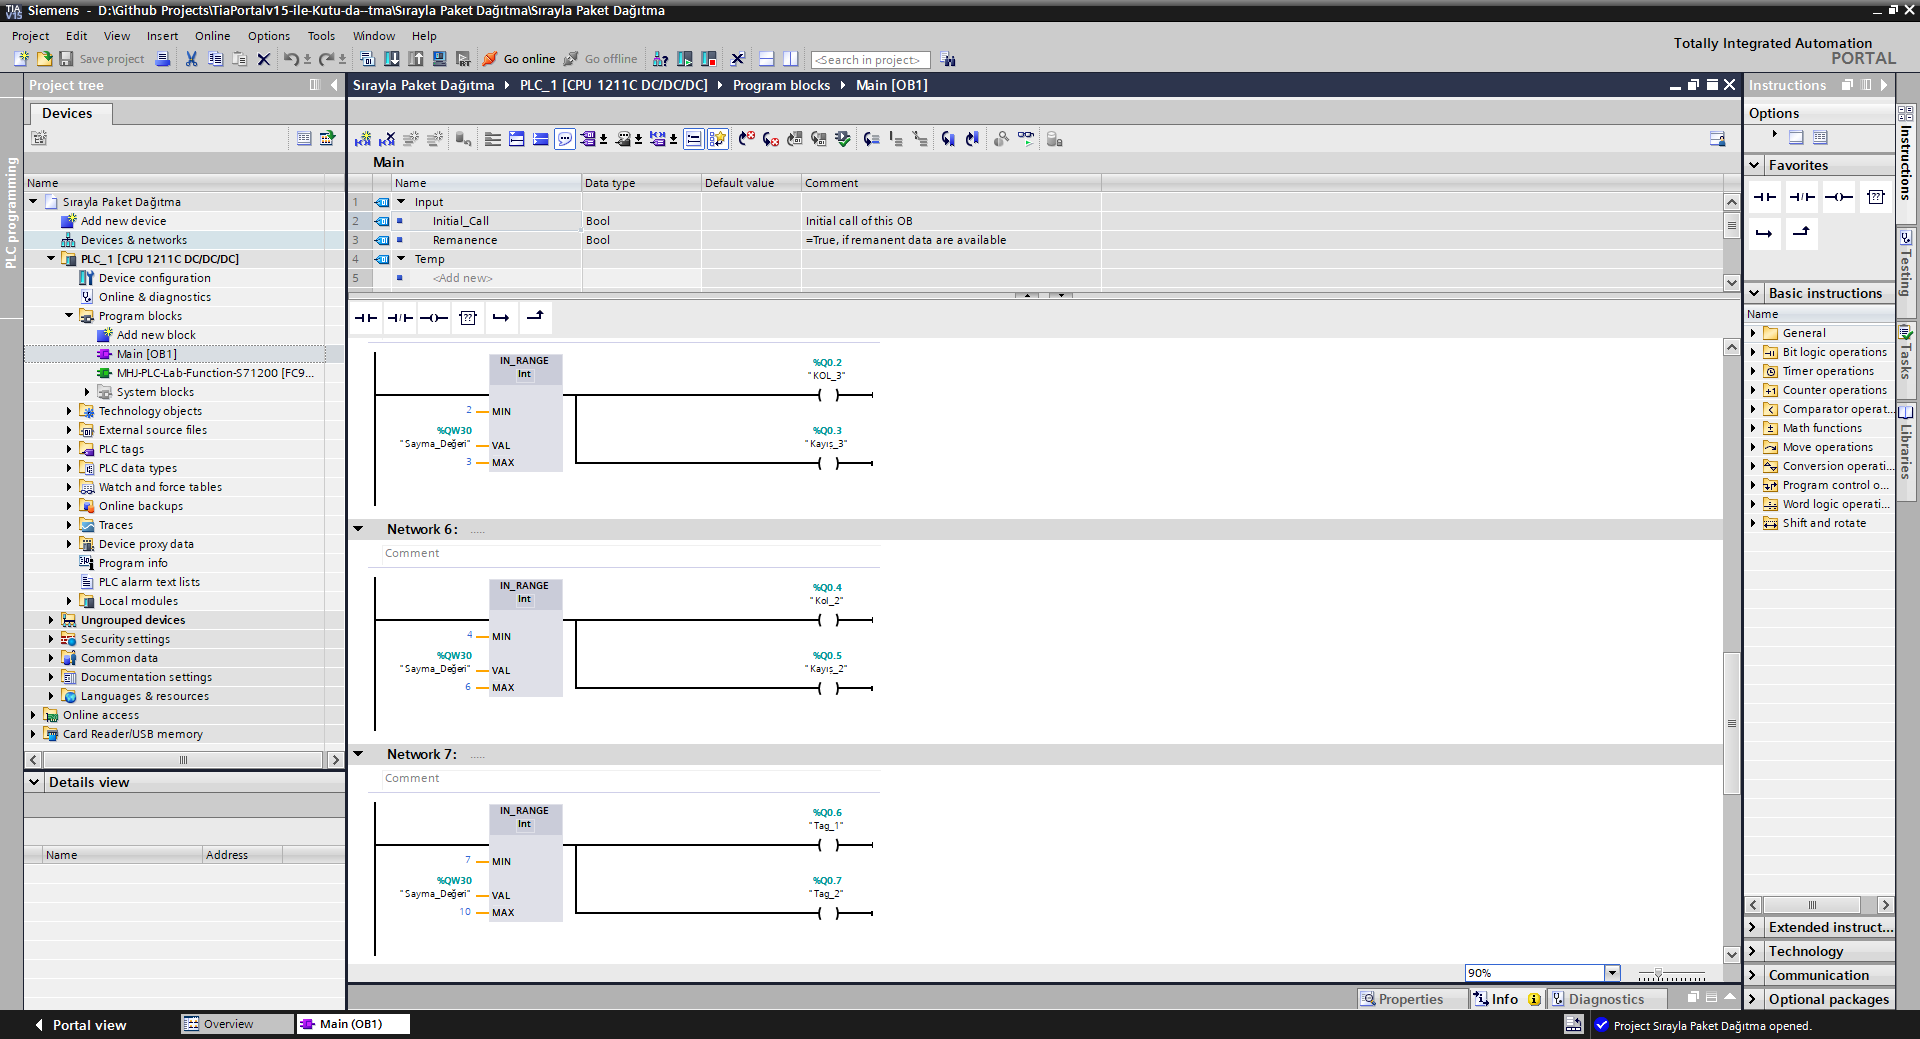 Siemens - D:\Github Projects\TiaPortalv15-ile-Kutu-da--tma\Sırayla Paket Dağıtma\Sırayla Paket Dağıtma
Project Edit View Insert Online Options Tools Window Help
Totally Integrated Automation
PORTAL
Save project
Go online
Go offline
<Search in project>
Project tree
Devices
PLC programming
Name
Sırayla Paket Dağıtma
Add new device
Devices & networks
PLC_1 [CPU 1211C DC/DC/DC]
Device configuration
Online & diagnostics
Program blocks
Add new block
Main [OB1]
MHJ-PLC-Lab-Function-S71200 [FC9...
System blocks
Technology objects
External source files
PLC tags
PLC data types
Watch and force tables
Online backups
Traces
Device proxy data
Program info
PLC alarm text lists
Local modules
Ungrouped devices
Security settings
Common data
Documentation settings
Languages & resources
Online access
Card Reader/USB memory
Details view
Name Address
Sırayla Paket Dağıtma PLC_1 [CPU 1211C DC/DC/DC] Program blocks Main [OB1]
Main
Name Data type Default value Comment
1 Input
2 Initial_Call Bool Initial call of this OB
3 Remanence Bool =True, if remanent data are available
4 Temp
5 <Add new>
IN_RANGE
Int
2 MIN
%QW30
"Sayma_Değeri" VAL
3 MAX
%Q0.2
"KOL_3"
%Q0.3
"Kayıs_3"
Network 6: .....
Comment
IN_RANGE
Int
4 MIN
%QW30
"Sayma_Değeri" VAL
6 MAX
%Q0.4
"Kol_2"
%Q0.5
"Kayıs_2"
Network 7: .....
Comment
IN_RANGE
Int
7 MIN
%QW30
"Sayma_Değeri" VAL
10 MAX
%Q0.6
"Tag_1"
%Q0.7
"Tag_2"
90%
Properties Info Diagnostics
Instructions
Options
Favorites
Basic instructions
Name
General
Bit logic operations
Timer operations
Counter operations
Comparator operat...
Math functions
Move operations
Conversion operati...
Program control o...
Word logic operati...
Shift and rotate
Extended instruct...
Technology
Communication
Optional packages
Instructions
Testing
Tasks
Libraries
Portal view
Overview
Main (OB1)
Project Sırayla Paket Dağıtma opened.